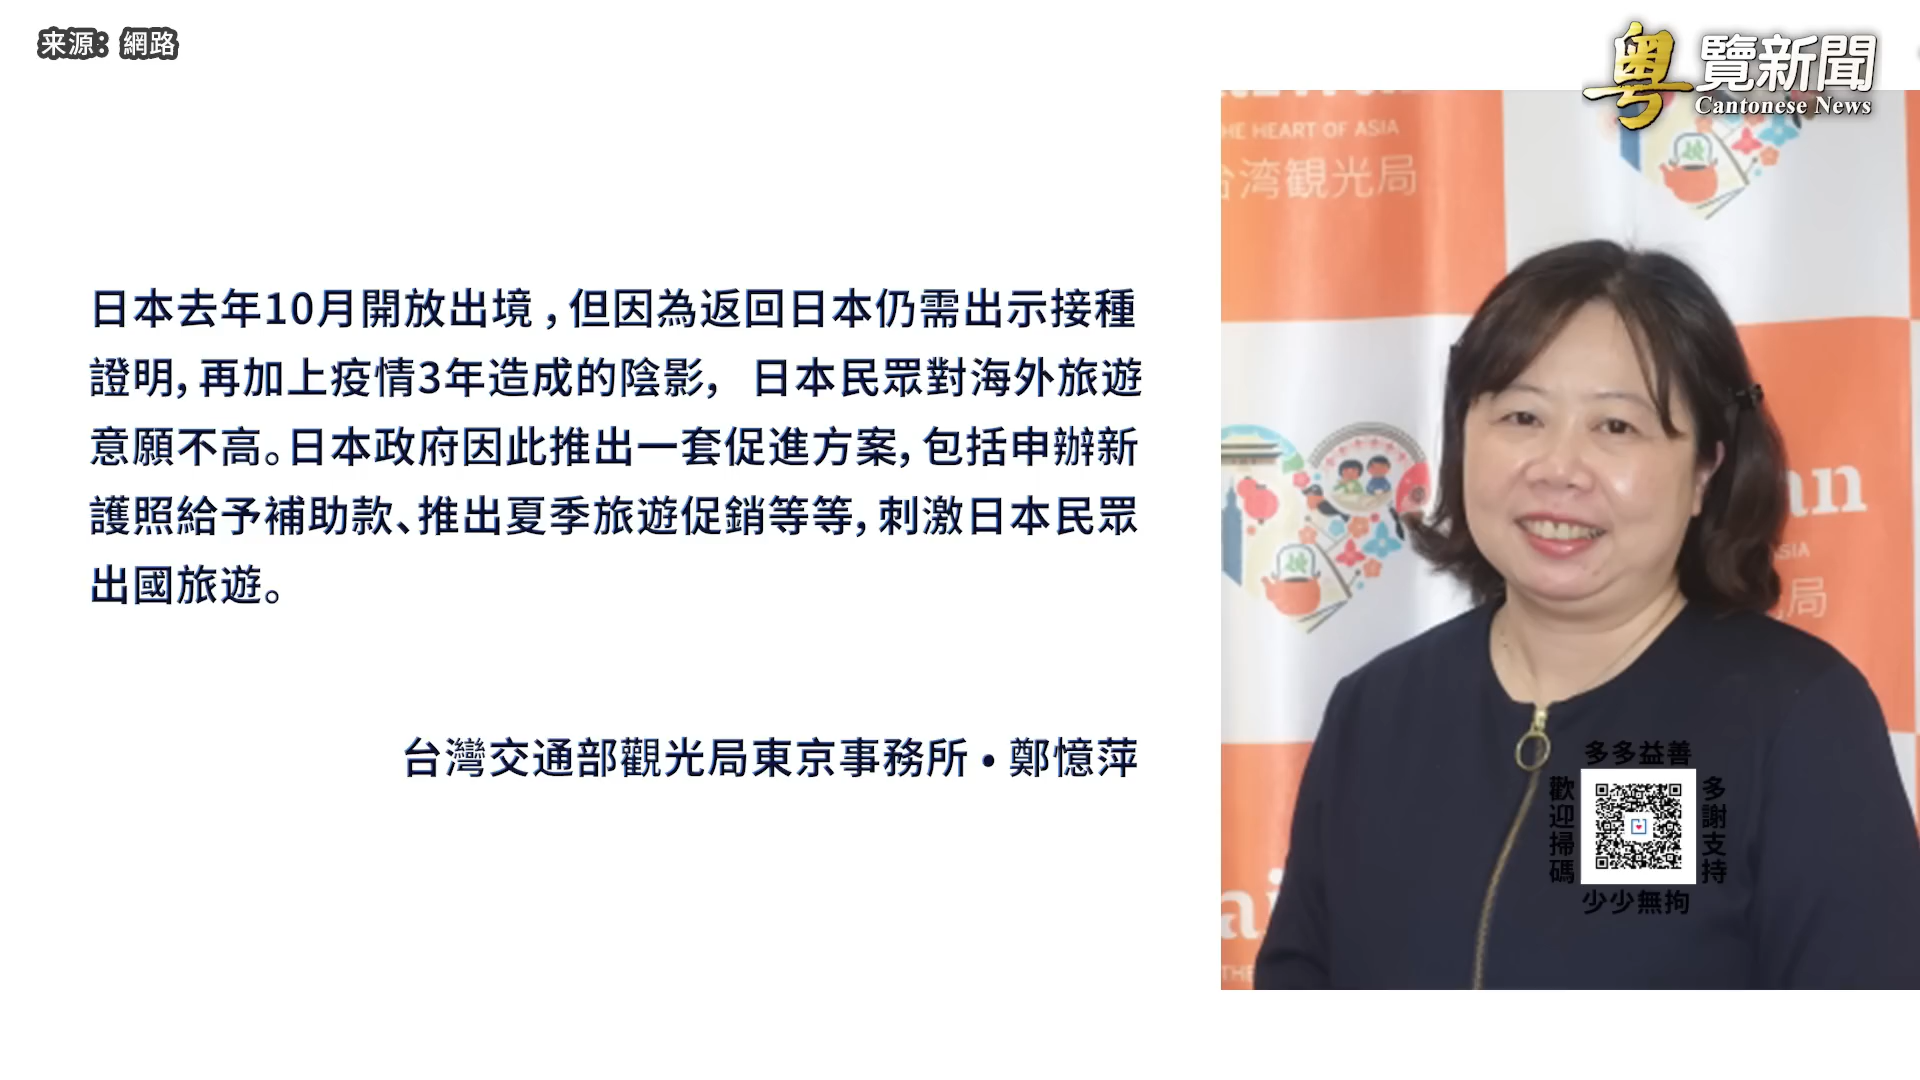 来源：網路
粵覽新聞
Cantonese News
THE HEART OF ASIA
台湾観光局
日本去年10月開放出境，但因為返回日本仍需出示接種
證明，再加上疫情3年造成的陰影， 日本民眾對海外旅遊
意願不高。日本政府因此推出一套促進方案，包括申辦新
護照給予補助款、推出夏季旅遊促銷等等，刺激日本民眾
出國旅遊。
台灣交通部觀光局東京事務所•鄭憶萍
an
ASIA
局
多多益善
歡迎掃碼
多謝支持
少少無拘
ai
THE